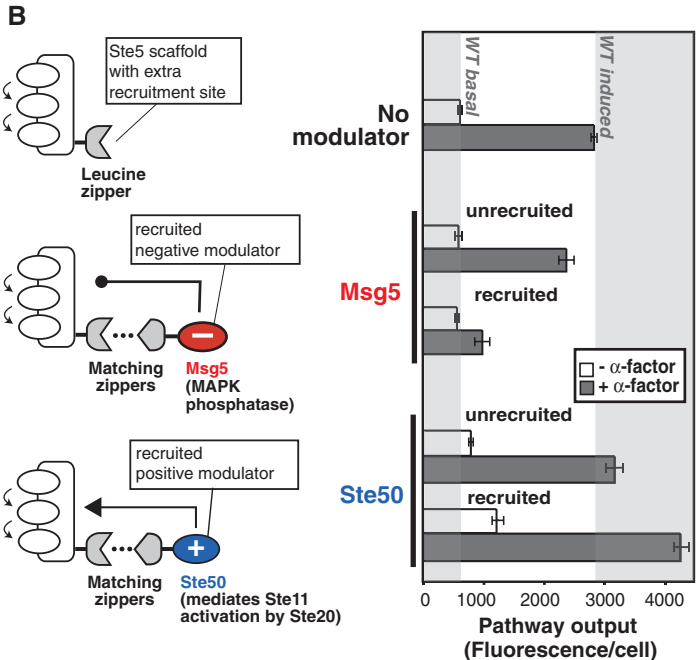 B
Ste5 scaffold
with extra
recruitment site
Leucine
zipper
recruited
negative modulator
−
Matching
zippers
Msg5
(MAPK
phosphatase)
recruited
positive modulator
+
Matching
zippers
Ste50
(mediates Ste11
activation by Ste20)
WT basal
WT induced
No
modulator
unrecruited
Msg5
recruited
- α-factor
+ α-factor
unrecruited
Ste50
recruited
0 1000 2000 3000 4000
Pathway output
(Fluorescence/cell)